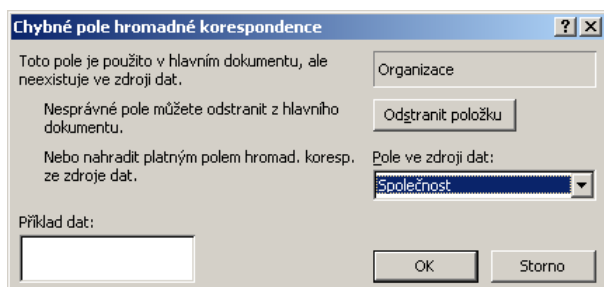 Chybné pole hromadné korespondence
Toto pole je použito v hlavním dokumentu, ale
neexistuje ve zdroji dat.
Organizace
Nesprávné pole můžete odstranit z hlavního
dokumentu.
Odstranit položku
Nebo nahradit platným polem hromad. koresp.
ze zdroje dat.
Pole ve zdroji dat:
Společnost
Příklad dat:
OK
Storno